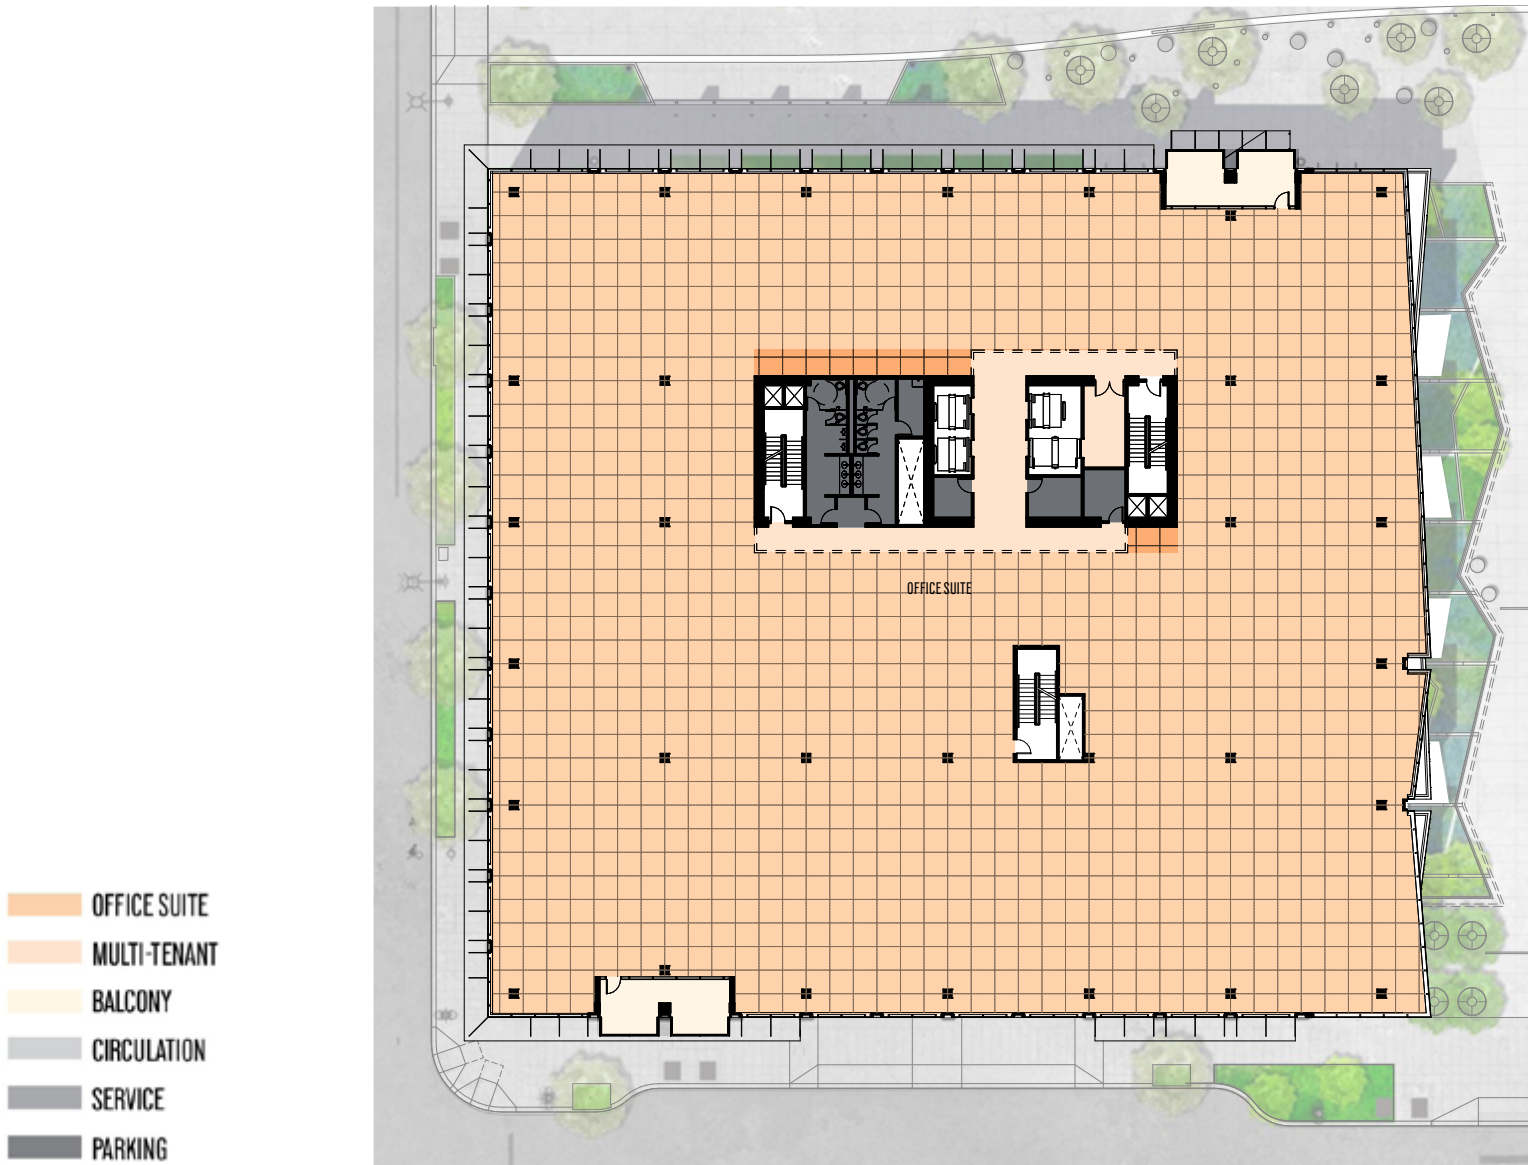 OFFICE SUITE
OFFICE SUITE
MULTI-TENANT
BALCONY
CIRCULATION
SERVICE
PARKING